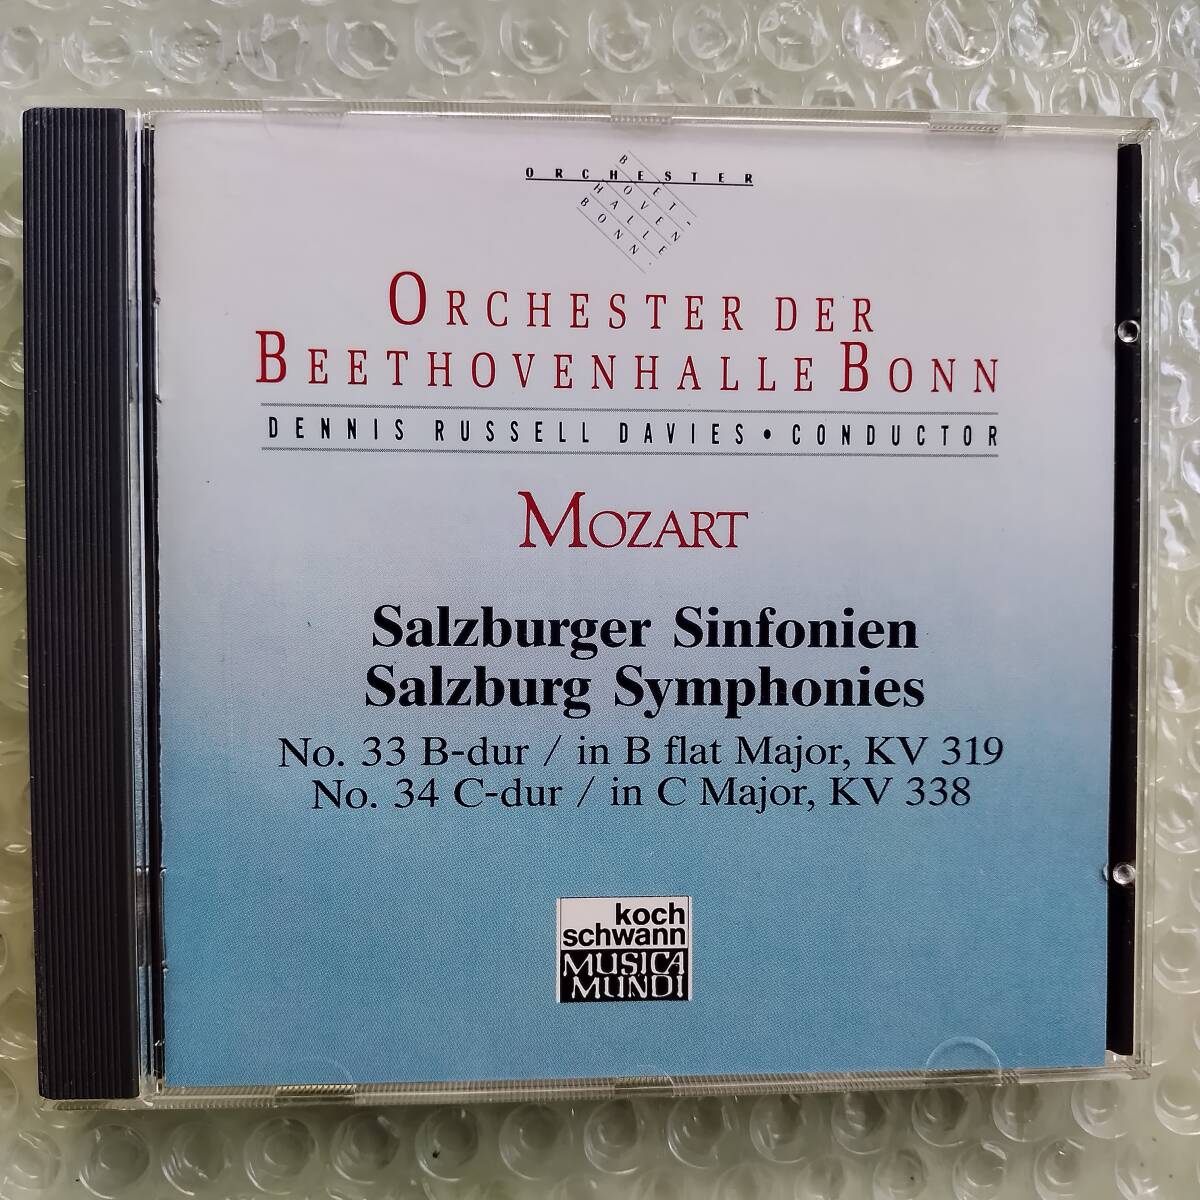 ORCHESTER
BEET-
HOVEN
HALLE
BONN
ORCHESTER DER
BEETHOVENHALLE BONN
DENNIS RUSSELL DAVIES • CONDUCTOR
MOZART
Salzburger Sinfonien
Salzburg Symphonies
No. 33 B-dur / in B flat Major, KV 319
No. 34 C-dur / in C Major, KV 338
koch
schwann
MUSICA
MUNDI